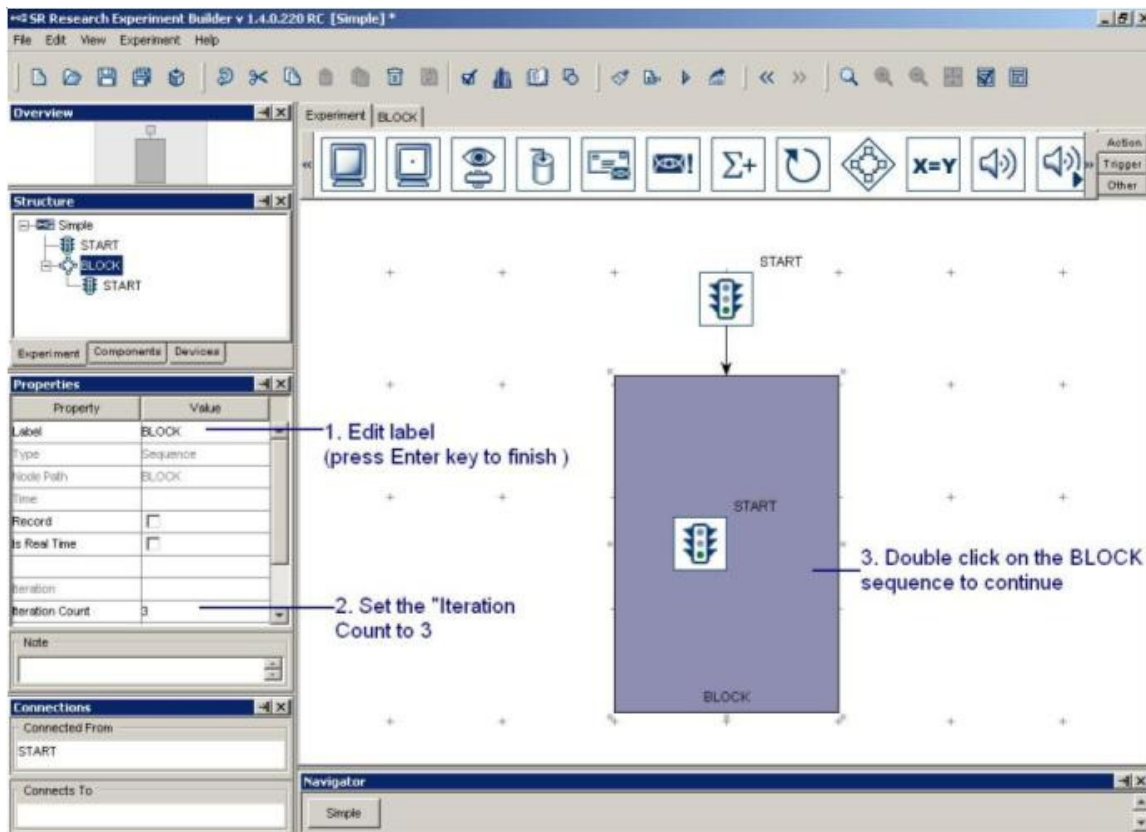 SR Research Experiment Builder v 1.4.0.220 RC [Simple] *
File Edit View Experiment Help
Overview
Structure
Simple
START
BLOCK
START
Experiment Components Devices
Properties
Property Value
Label BLOCK
Type Sequence
Node Path BLOCK
Time
Record
Is Real Time
Iteration
Iteration Count 3
Note
Connections
Connected From
START
Connects To
Experiment BLOCK
Σ+ X=Y
Action
Trigger
Other
START
START
BLOCK
1. Edit label
(press Enter key to finish )
2. Set the "Iteration
Count to 3
3. Double click on the BLOCK
sequence to continue
Navigator
Simple